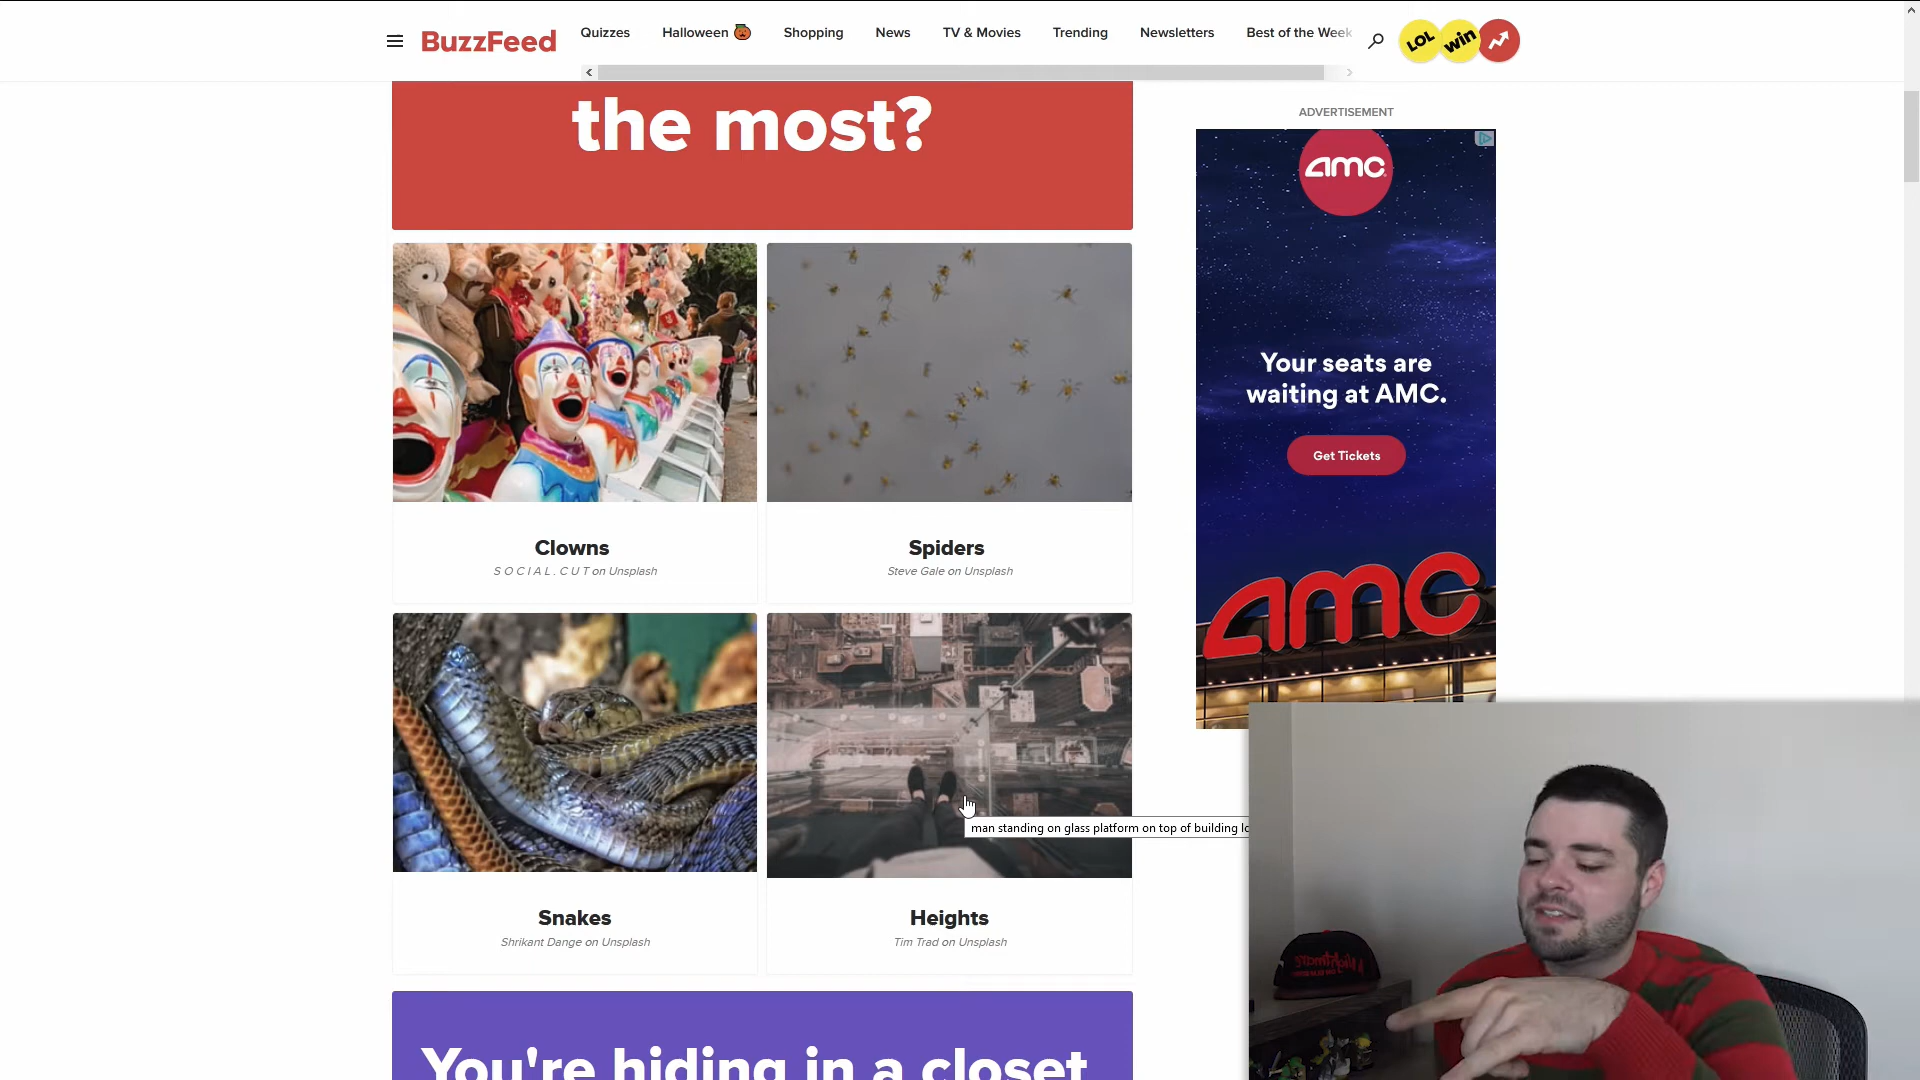 BuzzFeed
Quizzes
Halloween
Shopping
News
TV & Movies
Trending
Newsletters
Best of the Week
LOL
win
the most?
ADVERTISEMENT
amc
Your seats are
waiting at AMC.
Get Tickets
amc
Clowns
S O C I A L . C U T on Unsplash
Spiders
Steve Gale on Unsplash
man standing on glass platform on top of building lo
Snakes
Shrikant Dange on Unsplash
Heights
Tim Trad on Unsplash
You're hiding in a closet